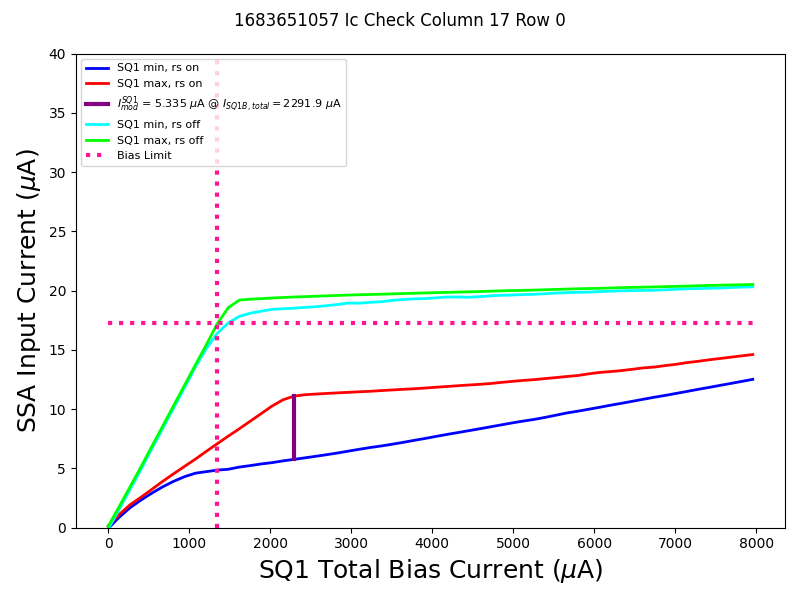 1683651057 Ic Check Column 17 Row 0
40
35
30
25
20
15
10
5
0
SSA Input Current (μA)
SQ1 min, rs on
SQ1 max, rs on
I_mod^SQ1 = 5.335 μA @ I_SQ1B,total = 2291.9 μA
SQ1 min, rs off
SQ1 max, rs off
Bias Limit
0 1000 2000 3000 4000 5000 6000 7000 8000
SQ1 Total Bias Current (μA)